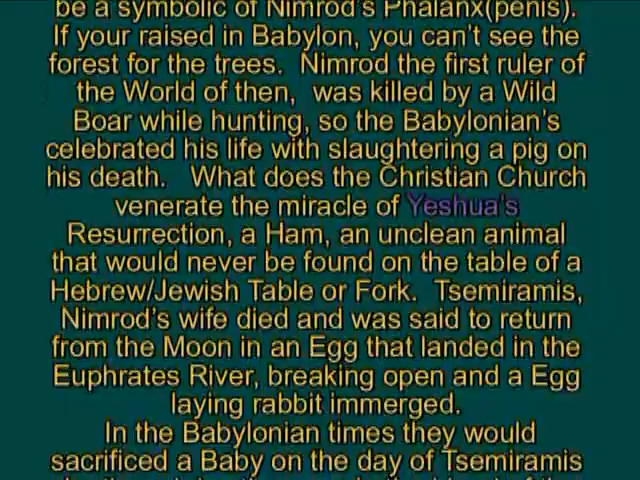 be a symbolic of Nimrod's Phalanx(penis).
If your raised in Babylon, you can't see the
forest for the trees.  Nimrod the first ruler of
the World of then,  was killed by a Wild
Boar while hunting, so the Babylonian's
celebrated his life with slaughtering a pig on
his death.   What does the Christian Church
venerate the miracle of Yeshua's
Resurrection, a Ham, an unclean animal
that would never be found on the table of a
Hebrew/Jewish Table or Fork.  Tsemiramis,
Nimrod's wife died and was said to return
from the Moon in an Egg that landed in the
Euphrates River, breaking open and a Egg
laying rabbit immerged.
In the Babylonian times they would
sacrificed a Baby on the day of Tsemiramis